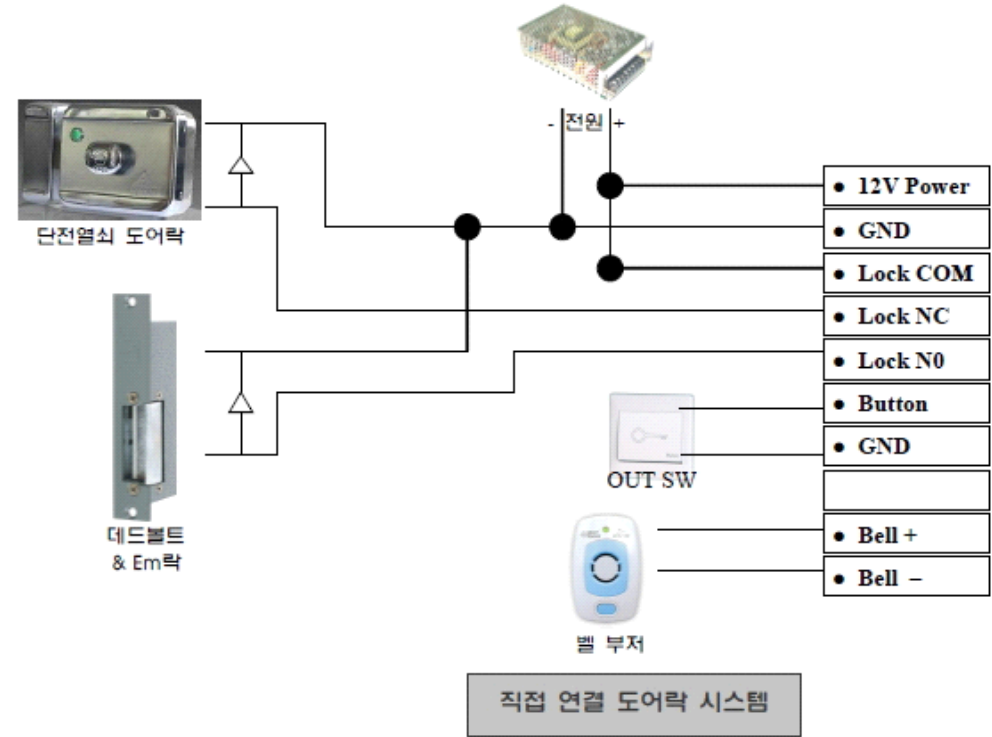 - 전원 +
단전열쇠 도어락
● 12V Power
● GND
● Lock COM
● Lock NC
● Lock N0
● Button
● GND
● Bell +
● Bell –
OUT SW
데드볼트
& Em락
벨 부저
직접 연결 도어락 시스템